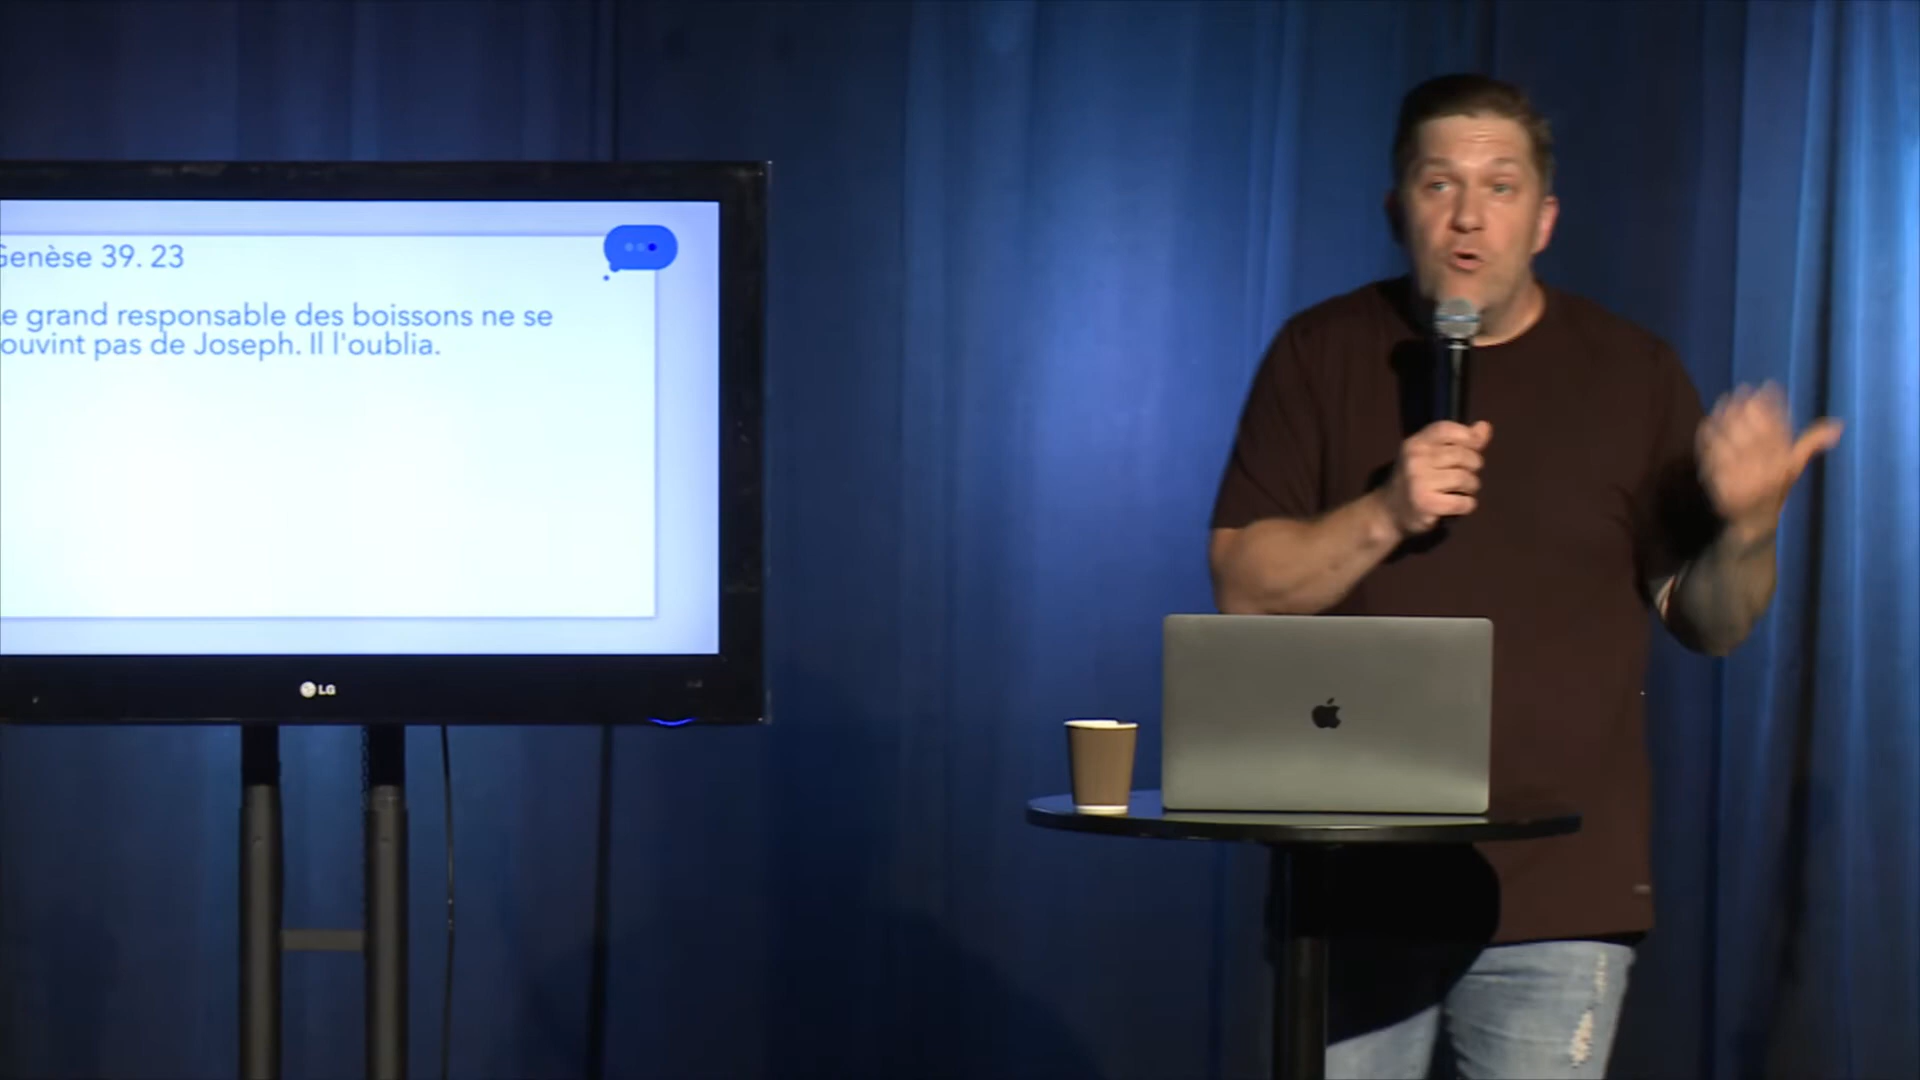 Genèse 39. 23
e grand responsable des boissons ne se
ouvint pas de Joseph. Il l'oublia.
LG